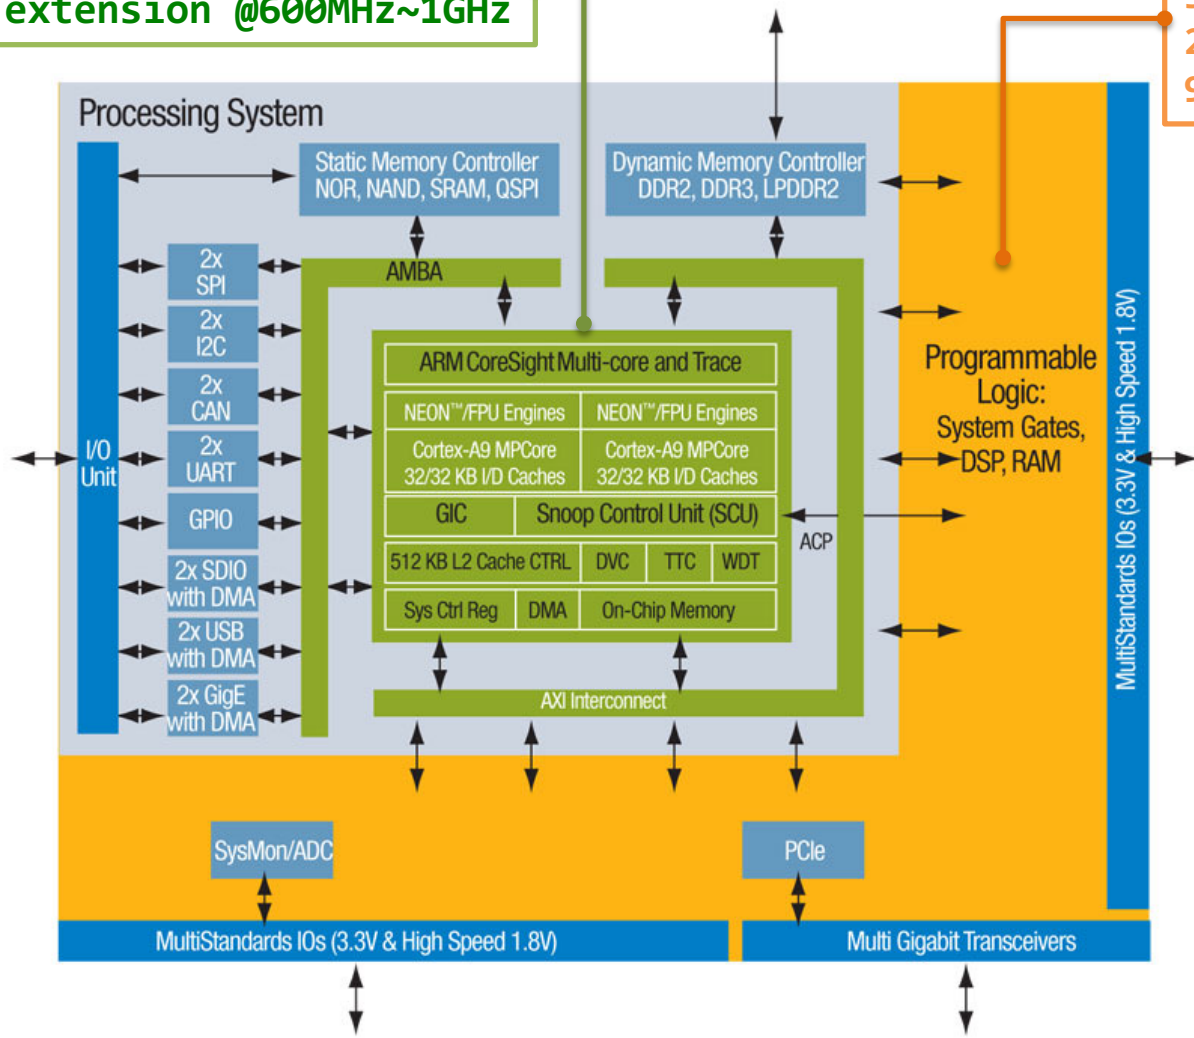 extension @600MHz~1GHz
2
Processing System
Static Memory Controller
NOR, NAND, SRAM, QSPI
Dynamic Memory Controller
DDR2, DDR3, LPDDR2
AMBA
2x
SPI
2x
I2C
2x
CAN
2x
UART
GPIO
2x SDIO
with DMA
2x USB
with DMA
2x GigE
with DMA
I/O
Unit
ARM CoreSight Multi-core and Trace
NEON™/FPU Engines
NEON™/FPU Engines
Cortex-A9 MPCore
32/32 KB I/D Caches
Cortex-A9 MPCore
32/32 KB I/D Caches
GIC
Snoop Control Unit (SCU)
512 KB L2 Cache CTRL
DVC
TTC
WDT
Sys Ctrl Reg
DMA
On-Chip Memory
ACP
AXI Interconnect
Programmable
Logic:
System Gates,
DSP, RAM
MultiStandards IOs (3.3V & High Speed 1.8V)
SysMon/ADC
PCIe
MultiStandards IOs (3.3V & High Speed 1.8V)
Multi Gigabit Transceivers